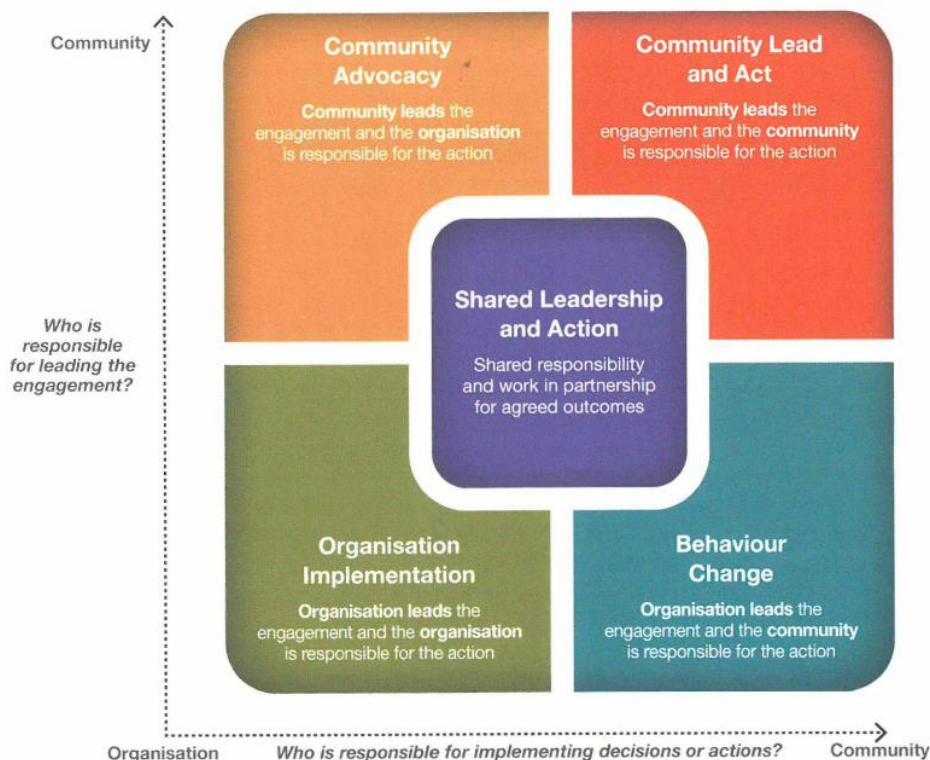 Community
Community
Advocacy
Community leads the
engagement and the organisation
is responsible for the action
Community Lead
and Act
Community leads the
engagement and the community
is responsible for the action
Who is
responsible
for leading the
engagement?
Shared Leadership
and Action
Shared responsibility
and work in partnership
for agreed outcomes
Organisation
Implementation
Organisation leads the
engagement and the organisation
is responsible for the action
Behaviour
Change
Organisation leads the
engagement and the community
is responsible for the action
Organisation
Who is responsible for implementing decisions or actions?
Community